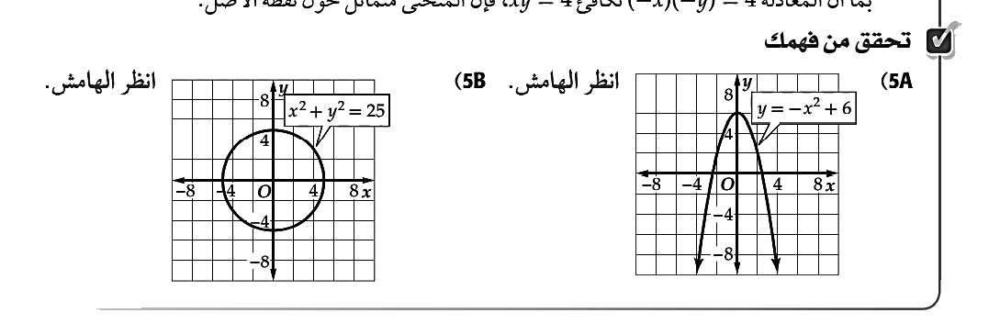 بما أن المعادلة 4 = (−x)(−y) تكافئ xy = 4، فإن المنحنى متماثل حول نقطة الأصل.
تحقق من فهمك
(5A انظر الهامش. (5B انظر الهامش.
y
8
y = −x² + 6
4
−8 −4 O 4 8 x
−4
−8
y
8
x² + y² = 25
4
−8 −4 O 4 8 x
−4
−8